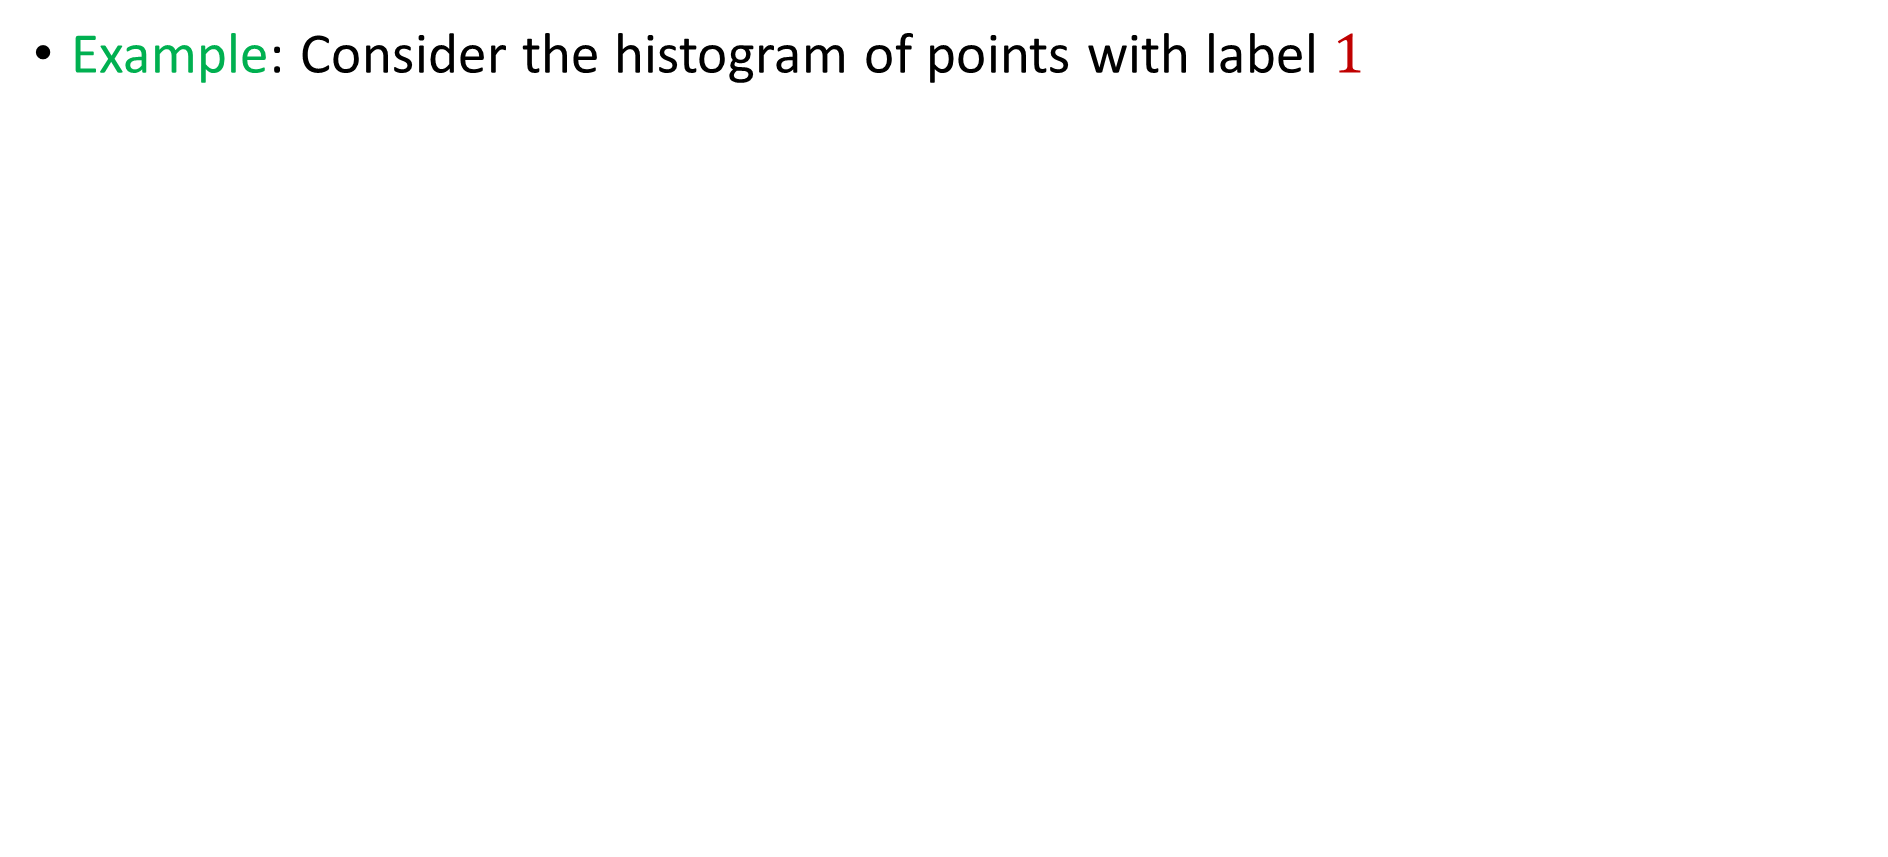 • Example: Consider the histogram of points with label 1